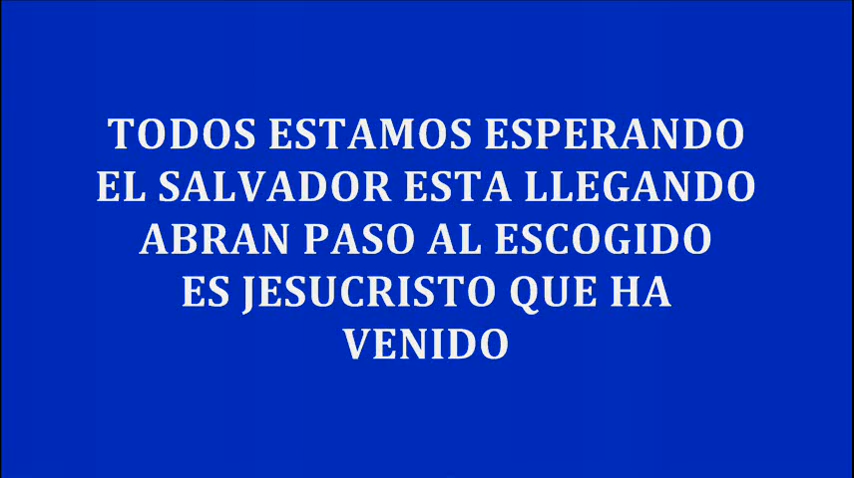 TODOS ESTAMOS ESPERANDO
EL SALVADOR ESTA LLEGANDO
ABRAN PASO AL ESCOGIDO
ES JESUCRISTO QUE HA
VENIDO